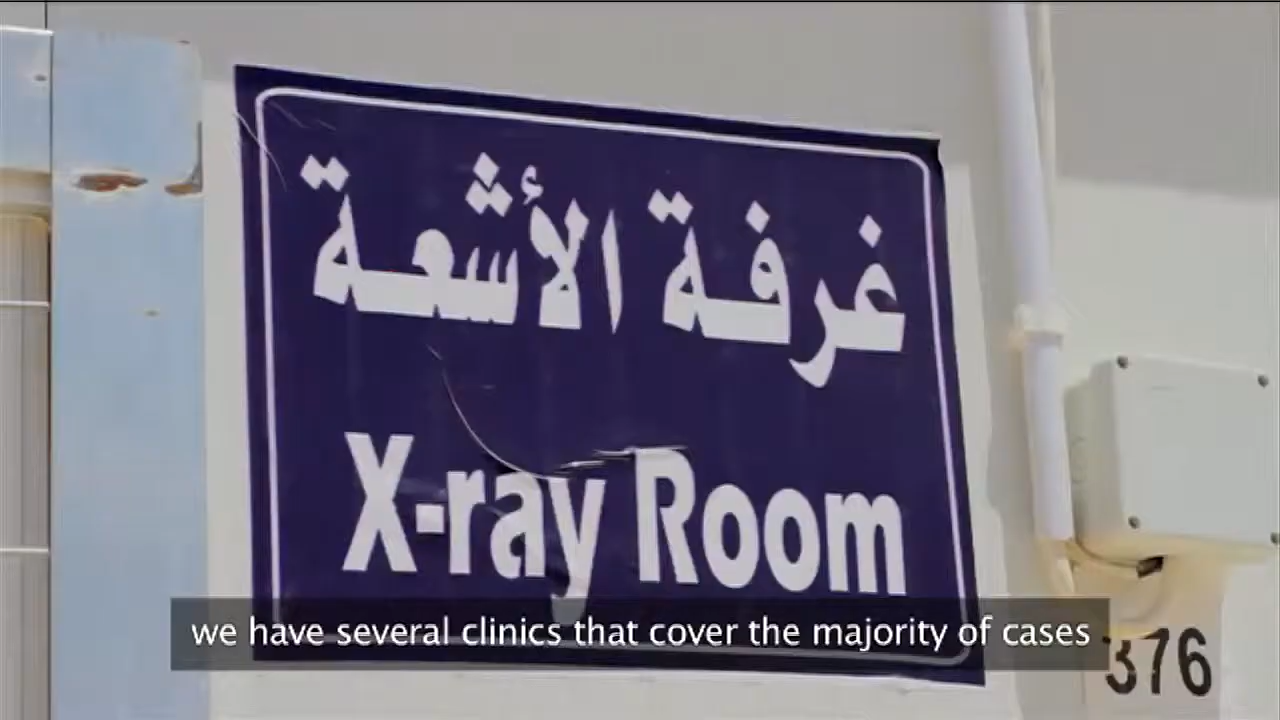 غرفة الأشعة
X-ray Room
we have several clinics that cover the majority of cases
376